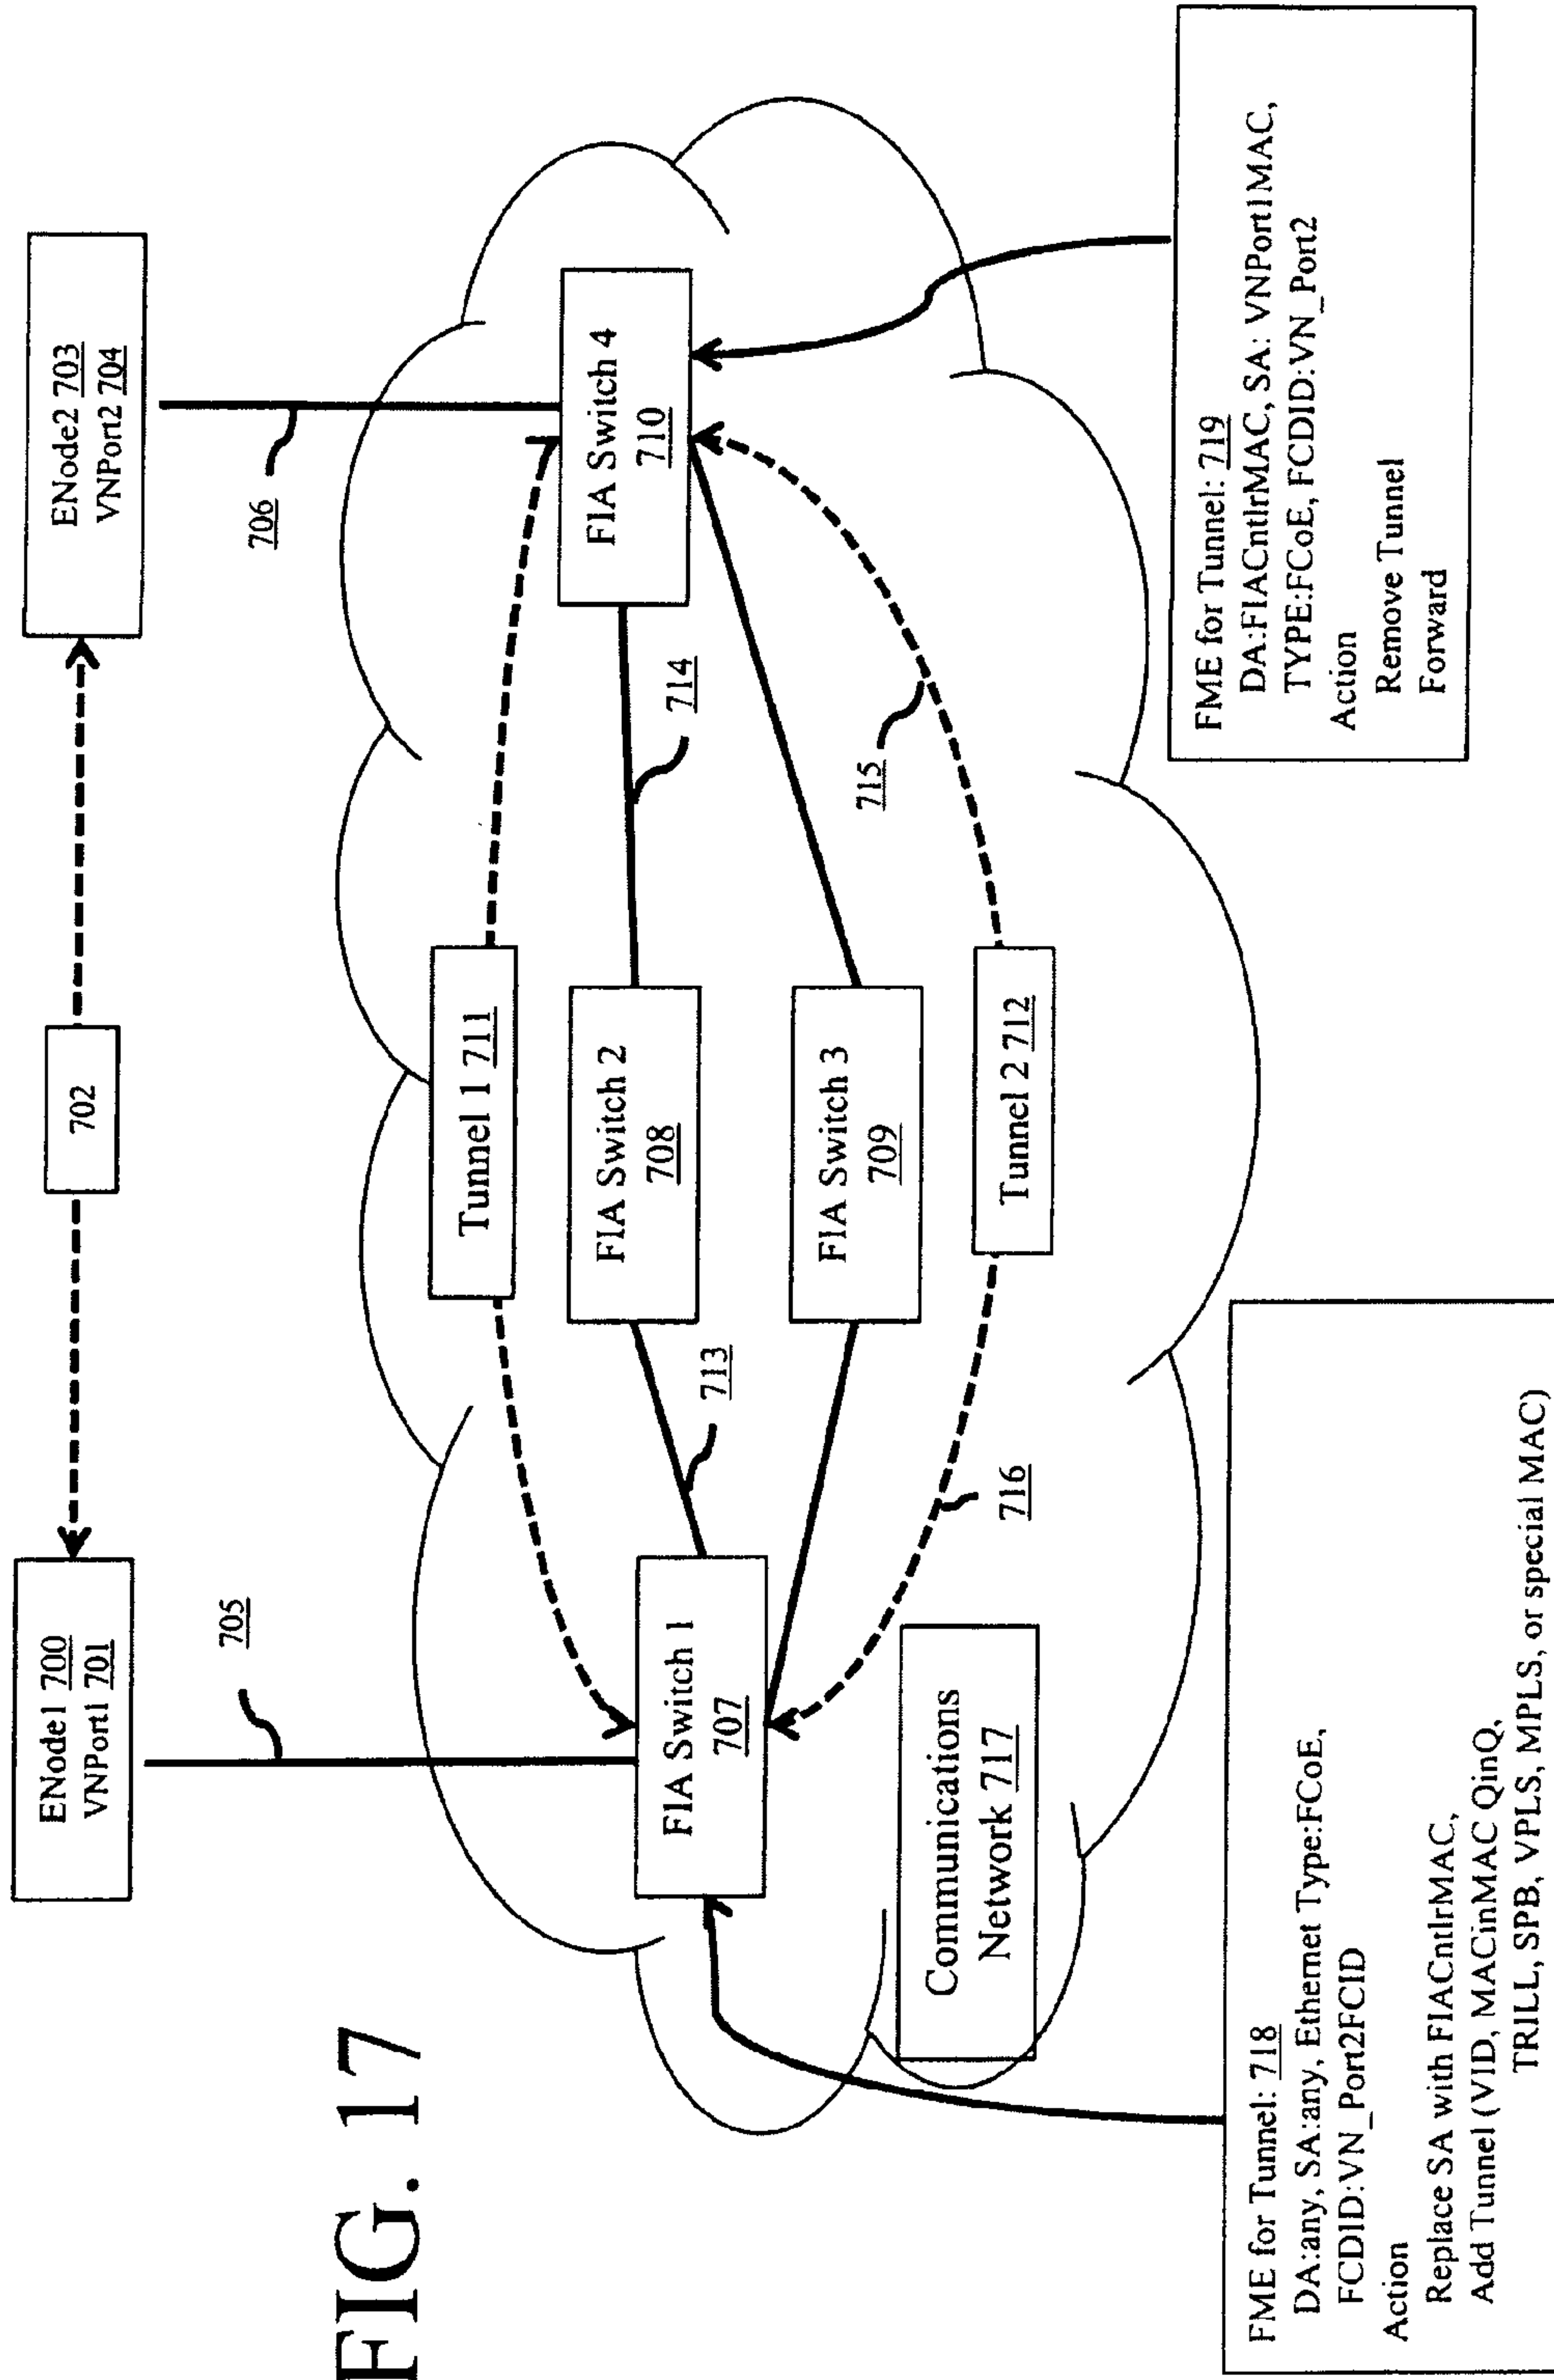 FIG. 17
ENode1 700
VNPort1 701
702
ENode2 703
VNPort2 704
705
706
Tunnel 1 711
FIA Switch 1
707
713
FIA Switch 2
708
714
FIA Switch 4
710
FIA Switch 3
709
716
Tunnel 2 712
715
Communications
Network 717
FME for Tunnel: 718
DA:any, SA:any, Ethernet Type:FCoE,
FCDID:VN_Port2FCID
Action
Replace SA with FIACntlrMAC,
Add Tunnel (VID, MACinMAC QinQ,
TRILL, SPB, VPLS, MPLS, or special MAC)
FME for Tunnel: 719
DA:FIACntlrMAC, SA: VNPort1MAC,
TYPE:FCoE, FCDID:VN_Port2
Action
Remove Tunnel
Forward